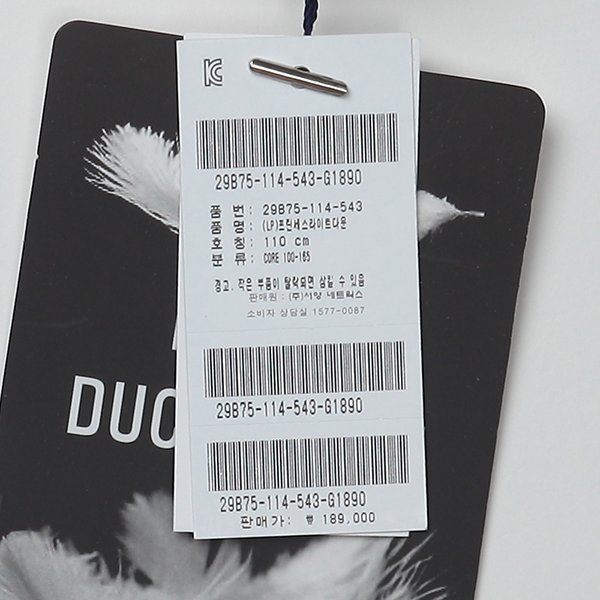 29B75-114-543-G1890
품 번: 29B75-114-543
품 명: (LP)프린세스라이트다운
호 칭: 110 cm
분 류: CORE 100-165
경고. 작은 부품이 탈락되면 삼킬 수 있음
판매원 : (주)서양 네트웍스
소비자 상담실 1577-0087
29B75-114-543-G1890
DUC
29B75-114-543-G1890
판매가: ₩ 189,000